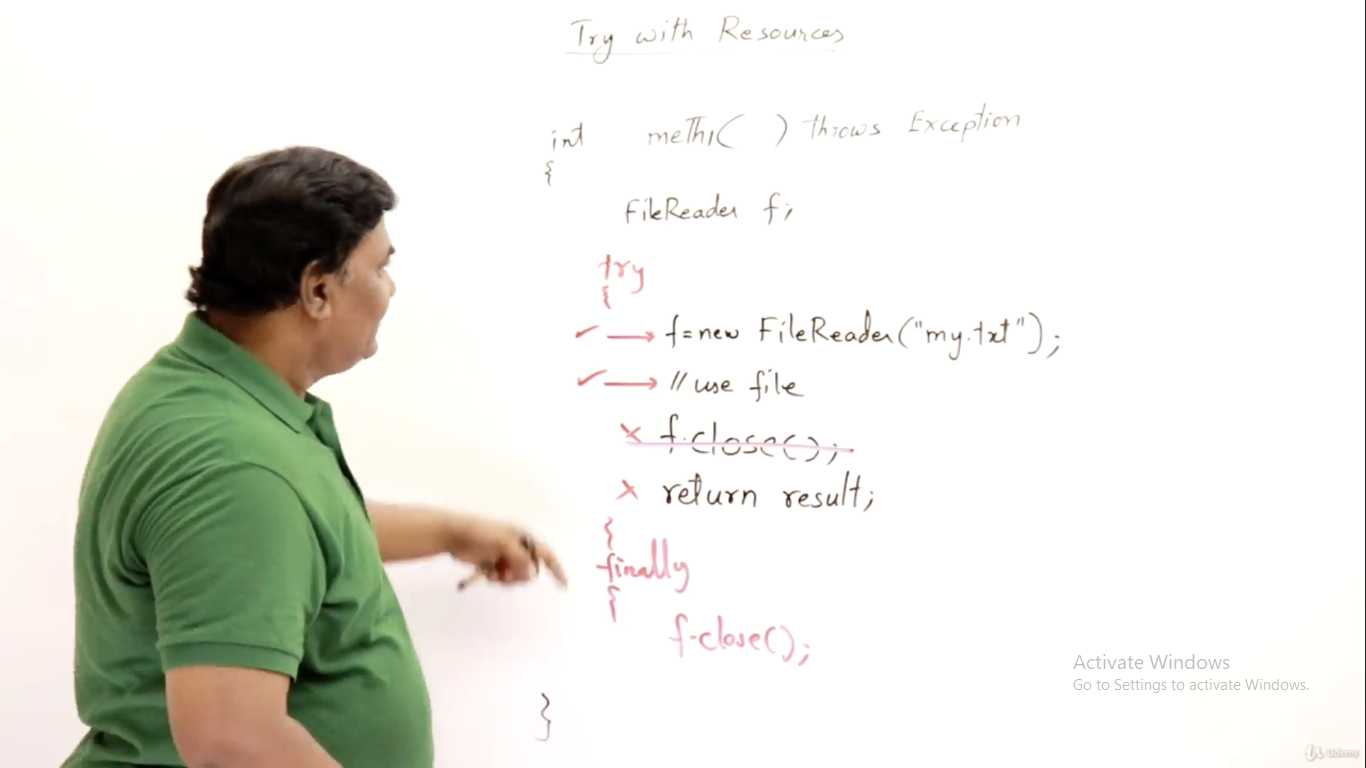 Try with Resources
int meth1( ) throws Exception
{
FileReader f;
try
{
f=new FileReader("my.txt");
// use file
f.close();
return result;
{
finally
{
f.close();
}
Activate Windows
Go to Settings to activate Windows.
Udemy